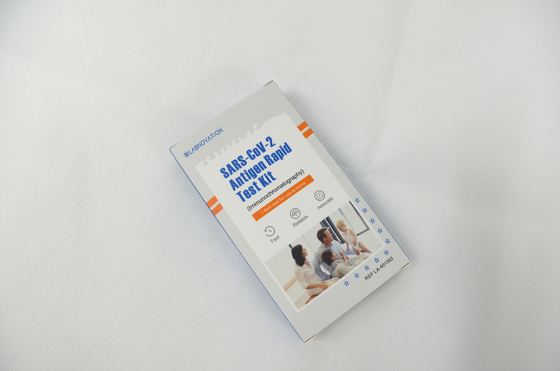 LABNOVATION
SARS-CoV-2
Antigen Rapid
Test Kit
(Immunochromatography)
Fast
Reliable
Accurate